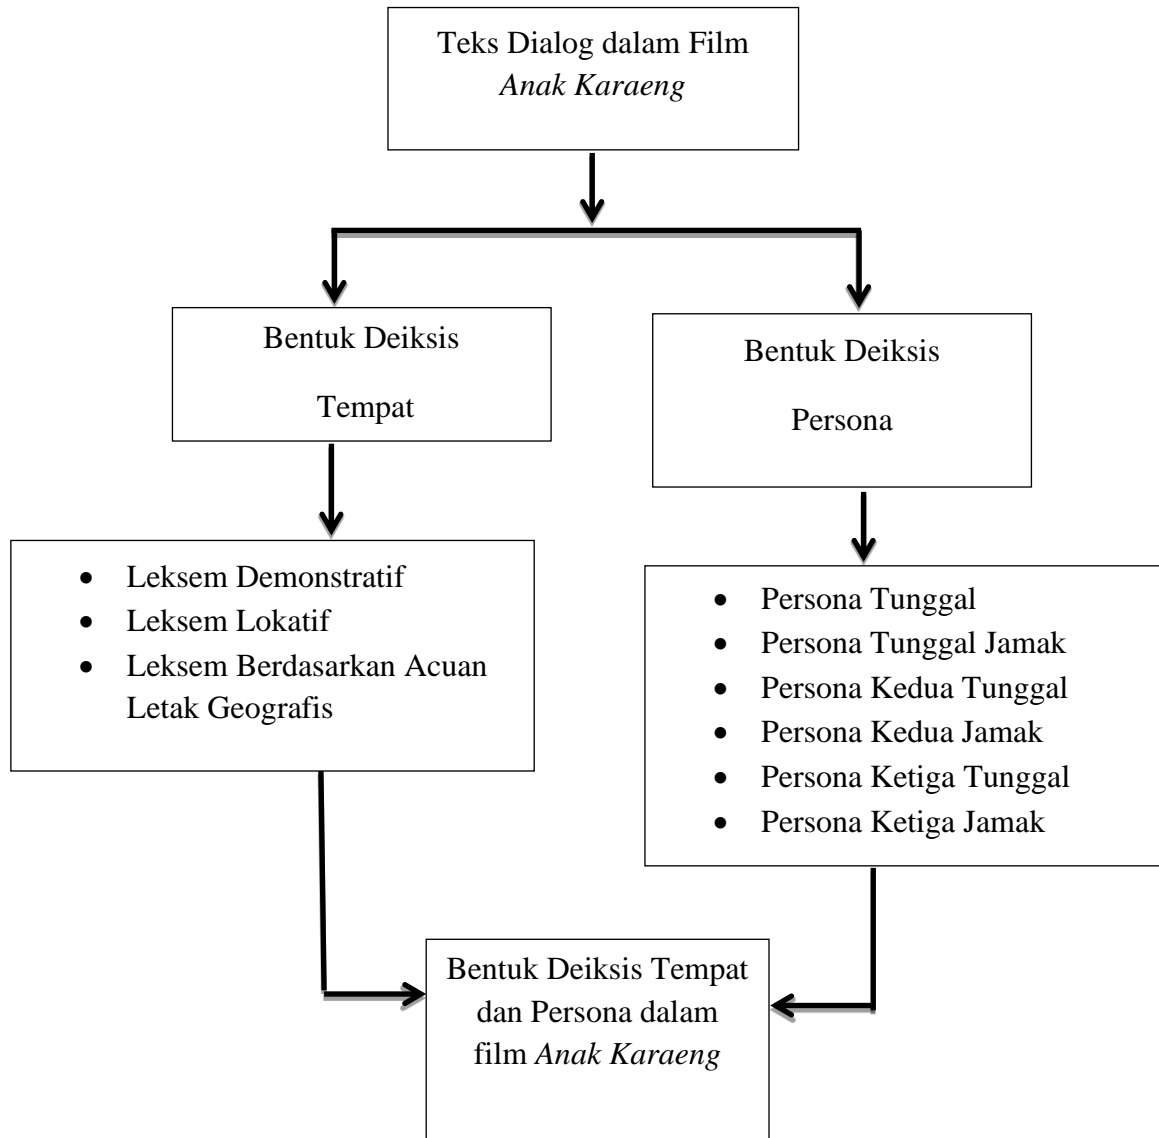 Teks Dialog dalam Film
Anak Karaeng
Bentuk Deiksis
Tempat
Bentuk Deiksis
Persona
• Leksem Demonstratif
• Leksem Lokatif
• Leksem Berdasarkan Acuan
Letak Geografis
• Persona Tunggal
• Persona Tunggal Jamak
• Persona Kedua Tunggal
• Persona Kedua Jamak
• Persona Ketiga Tunggal
• Persona Ketiga Jamak
Bentuk Deiksis Tempat
dan Persona dalam
film Anak Karaeng